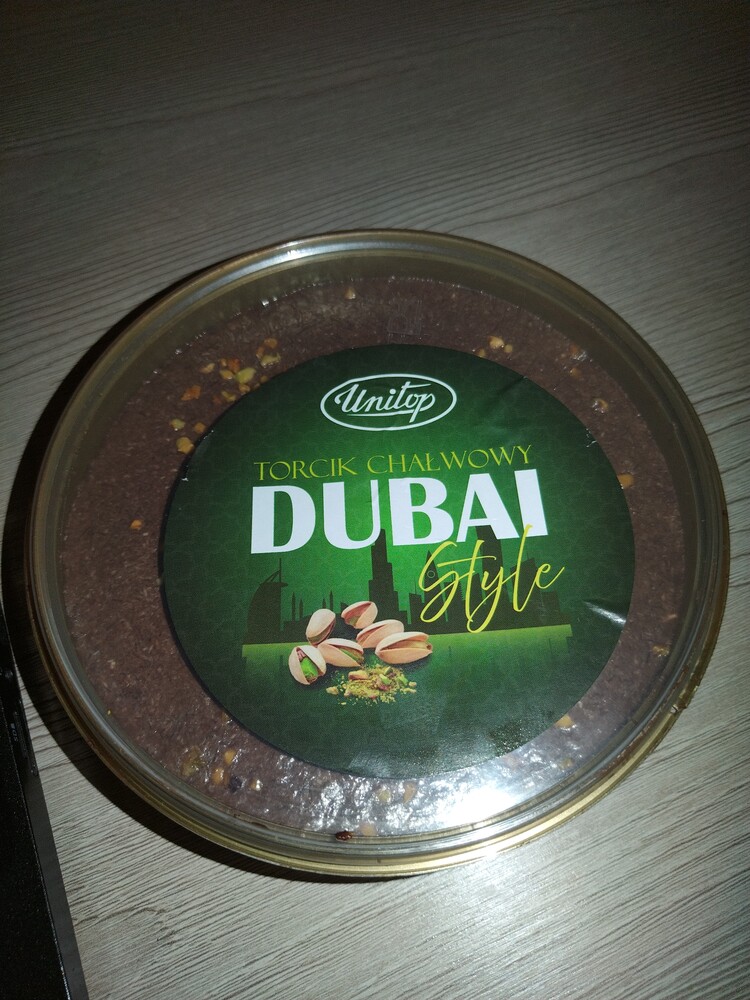 Unitop
TORCIK CHAŁWOWY
DUBAI
Style